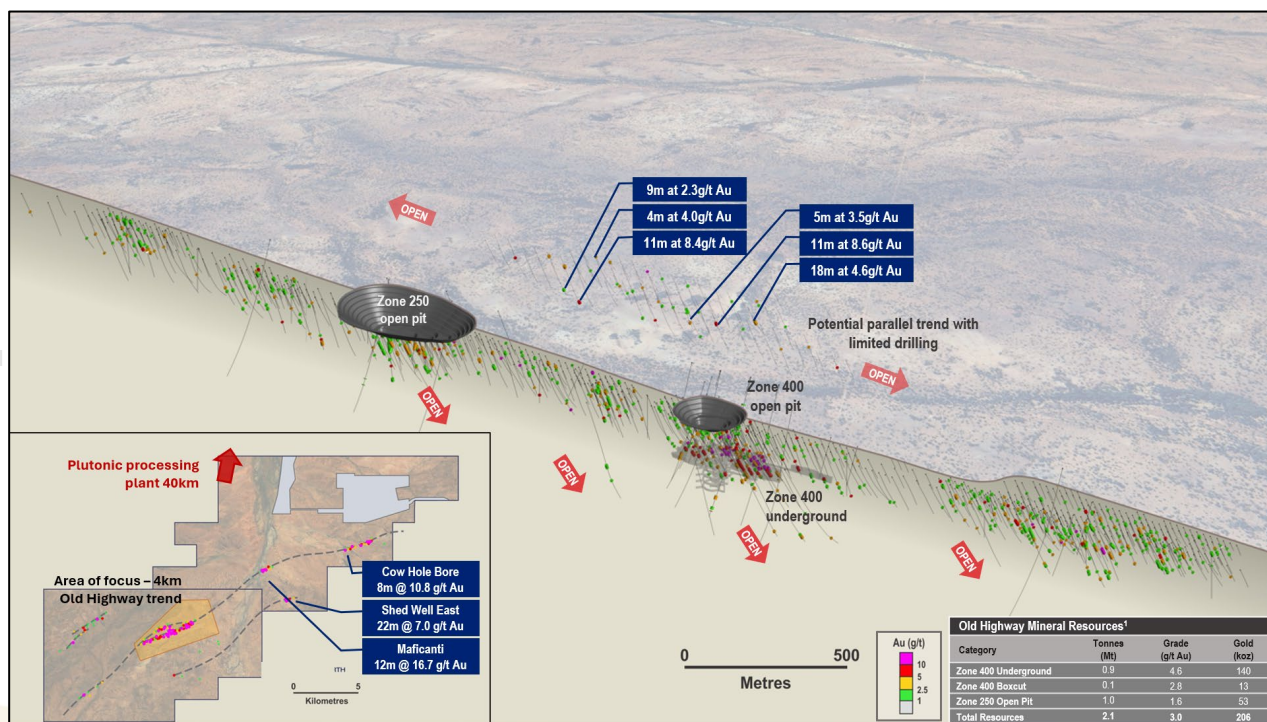 9m at 2.3g/t Au
4m at 4.0g/t Au
11m at 8.4g/t Au
5m at 3.5g/t Au
11m at 8.6g/t Au
18m at 4.6g/t Au
OPEN
Zone 250
open pit
Potential parallel trend with
limited drilling
OPEN
Zone 400
open pit
OPEN
OPEN
Zone 400
underground
OPEN
OPEN
Plutonic processing
plant 40km
Area of focus – 4km
Old Highway trend
Cow Hole Bore
8m @ 10.8 g/t Au
Shed Well East
22m @ 7.0 g/t Au
Maficanti
12m @ 16.7 g/t Au
ITH
0 5
Kilometres
0 500
Metres
Au (g/t)
10
5
2.5
1
Old Highway Mineral Resources¹
Category Tonnes (Mt) Grade (g/t Au) Gold (koz)
Zone 400 Underground 0.9 4.6 140
Zone 400 Boxcut 0.1 2.8 13
Zone 250 Open Pit 1.0 1.6 53
Total Resources 2.1 3.0 206